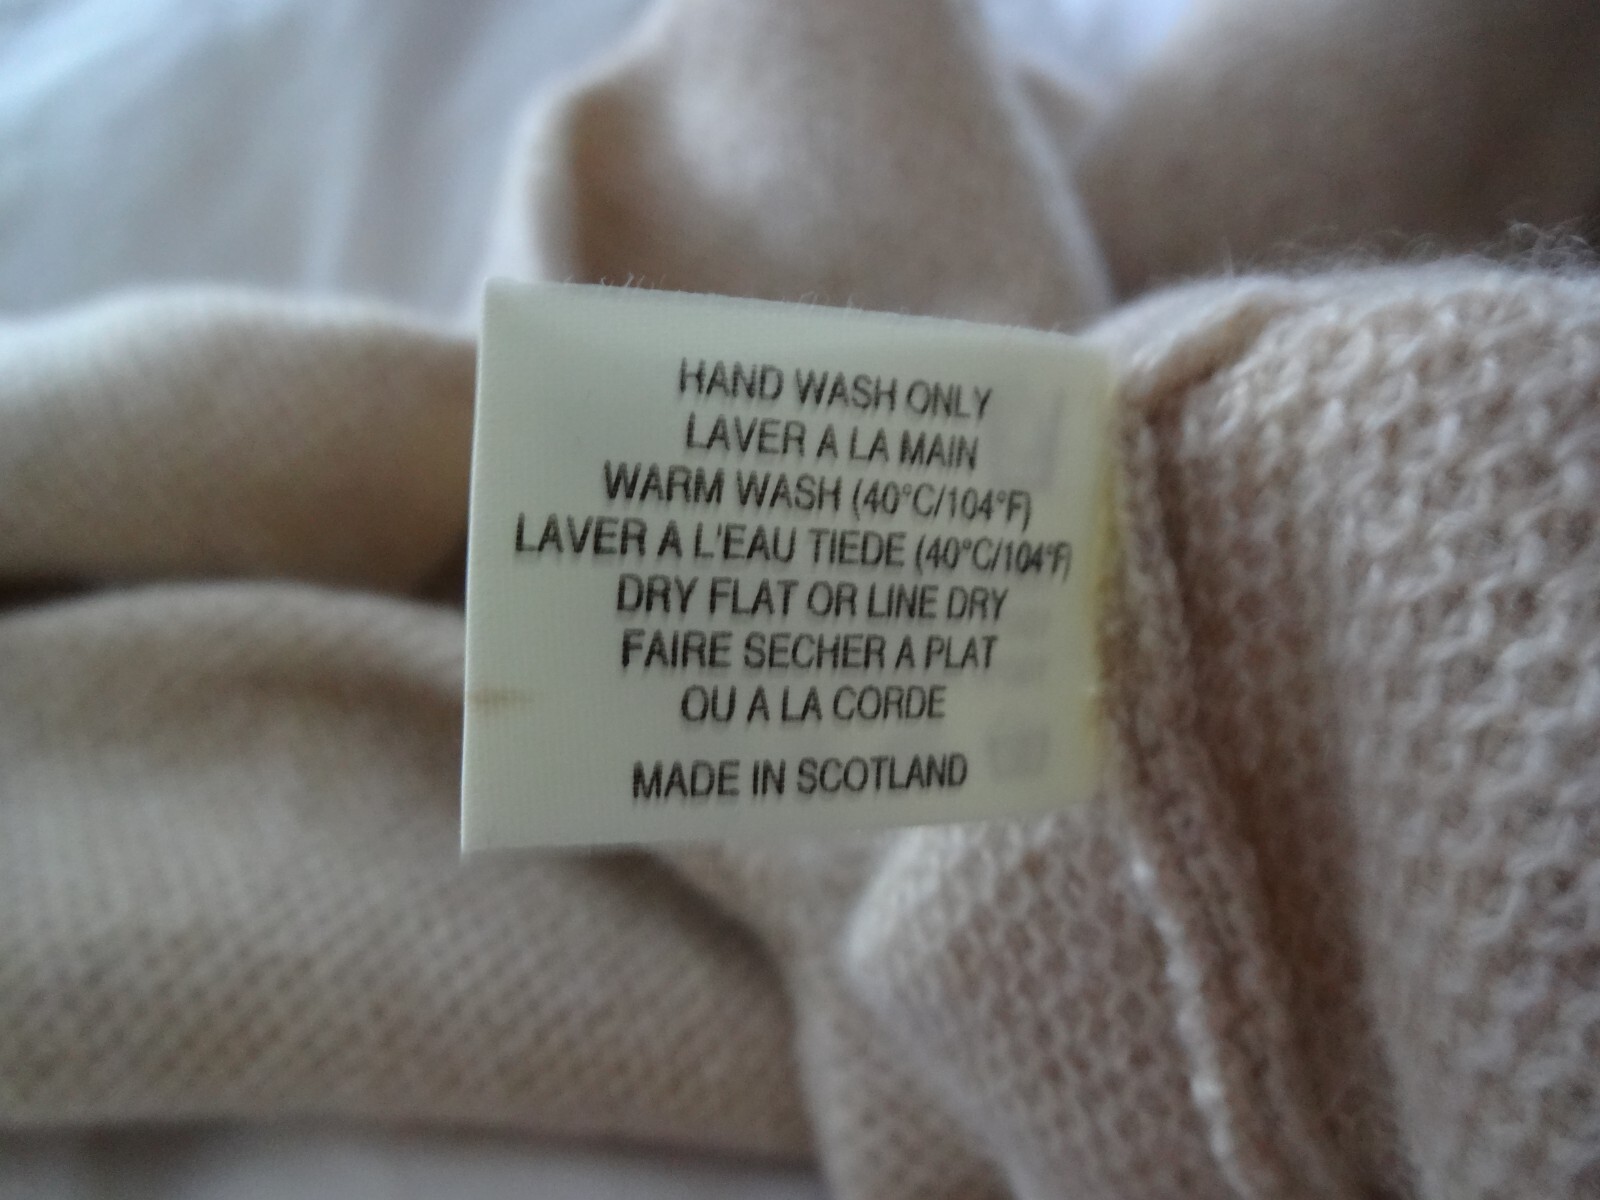 HAND WASH ONLY
LAVER A LA MAIN
WARM WASH (40°C/104°F)
LAVER A L'EAU TIEDE (40°C/104°F)
DRY FLAT OR LINE DRY
FAIRE SECHER A PLAT
OU A LA CORDE
MADE IN SCOTLAND